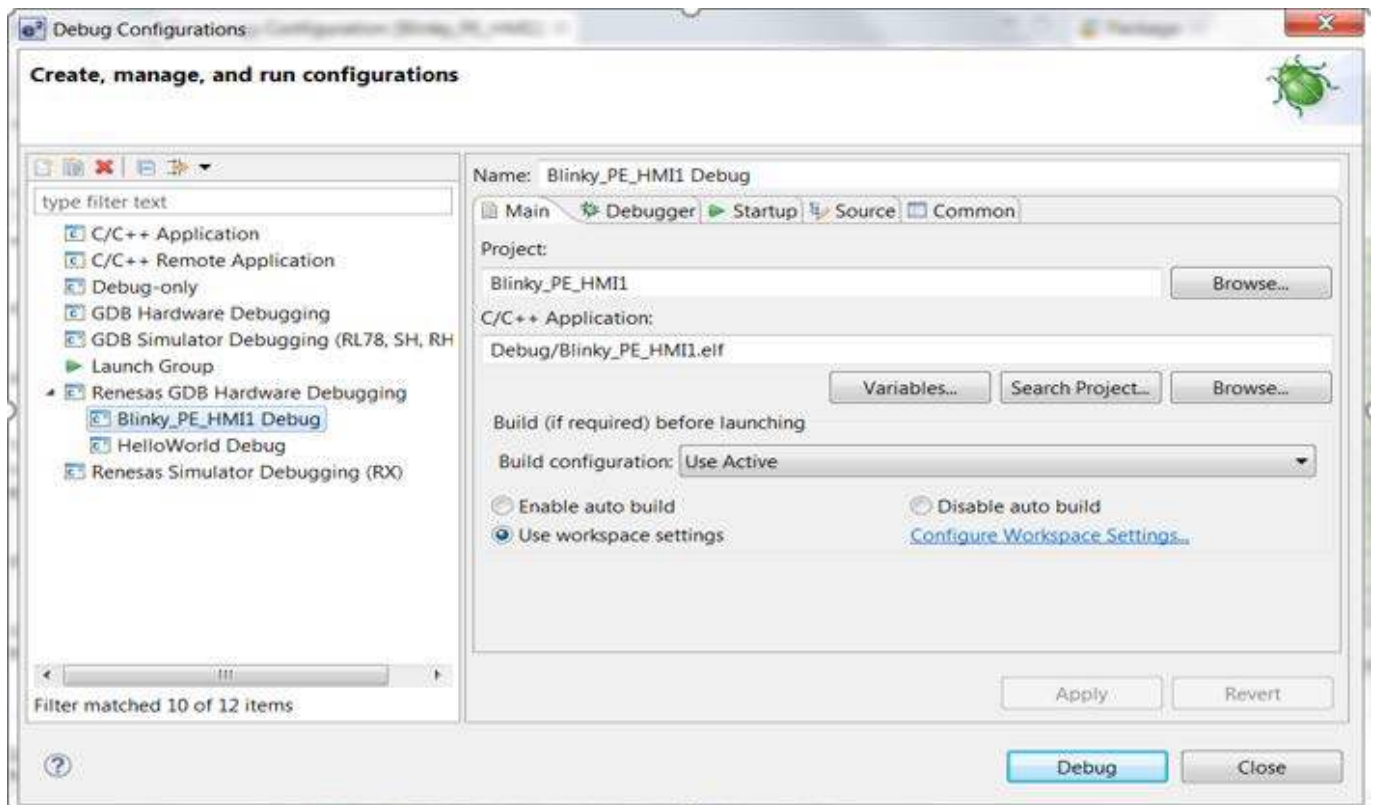 Debug Configurations
Create, manage, and run configurations
type filter text
C/C++ Application
C/C++ Remote Application
Debug-only
GDB Hardware Debugging
GDB Simulator Debugging (RL78, SH, RH
Launch Group
Renesas GDB Hardware Debugging
Blinky_PE_HMI1 Debug
HelloWorld Debug
Renesas Simulator Debugging (RX)
Filter matched 10 of 12 items
Name: Blinky_PE_HMI1 Debug
Main Debugger Startup Source Common
Project:
Blinky_PE_HMI1 Browse...
C/C++ Application:
Debug/Blinky_PE_HMI1.elf
Variables... Search Project... Browse...
Build (if required) before launching
Build configuration: Use Active
Enable auto build Disable auto build
Use workspace settings Configure Workspace Settings...
Apply Revert
Debug Close